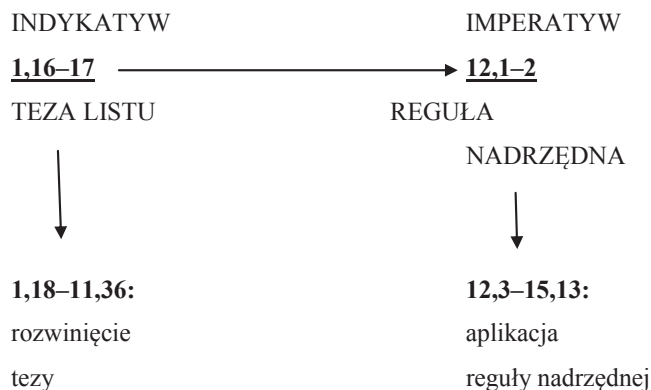 INDYKATYW IMPERATYW
1,16–17 12,1–2
TEZA LISTU REGUŁA
NADRZĘDNA
1,18–11,36: 12,3–15,13:
rozwinięcie aplikacja
tezy reguły nadrzędnej